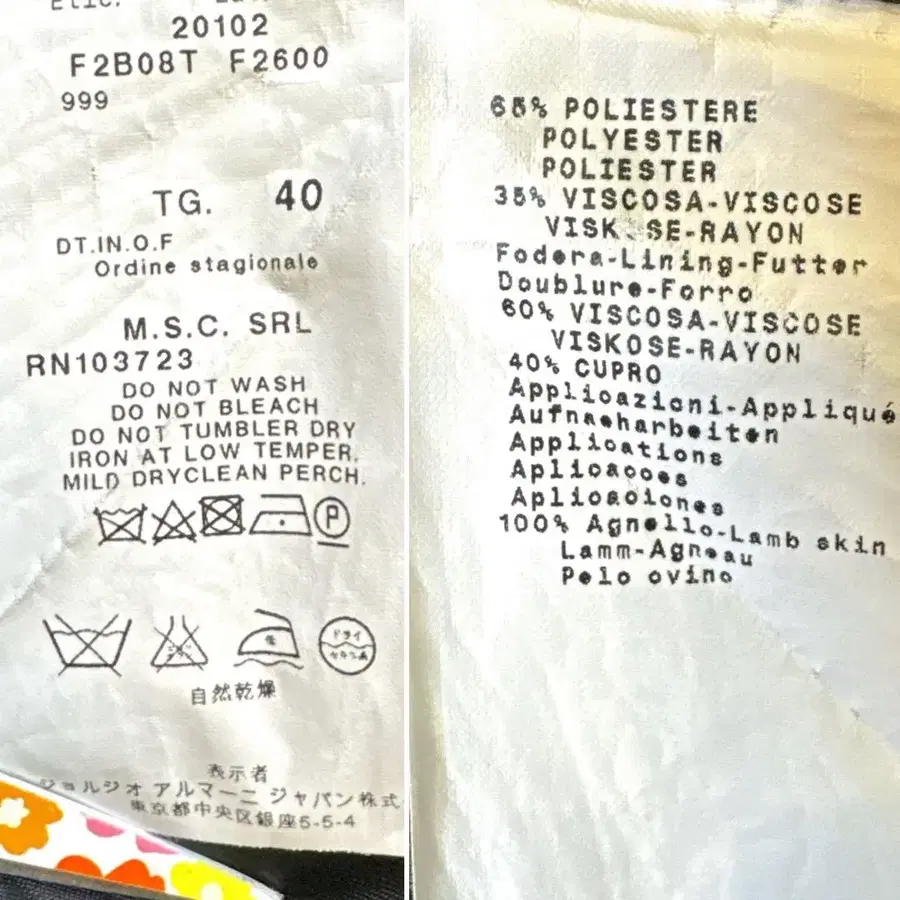 20102
F2B08T F2600
999
TG. 40
DT.IN.O.F
Ordine stagionale
M.S.C. SRL
RN103723
DO NOT WASH
DO NOT BLEACH
DO NOT TUMBLER DRY
IRON AT LOW TEMPER.
MILD DRYCLEAN PERCH.
P
ドライ
自然乾燥
表示者
ジョルジオ アルマーニ ジャパン株式
東京都中央区銀座5-5-4
65% POLIESTERE
POLYESTER
POLIESTER
35% VISCOSA-VISCOSE
VISK SE-RAYON
Fodera-Lining-Futter
Doublure-Forro
60% VISCOSA-VISCOSE
VISKOSE-RAYON
40% CUPRO
Applicazioni-Appliqué
Aufnaeharbeiten
Applications
Aplicacoes
Aplicaciones
100% Agnello-Lamb skin
Lamm-Agneau
Pelo ovino